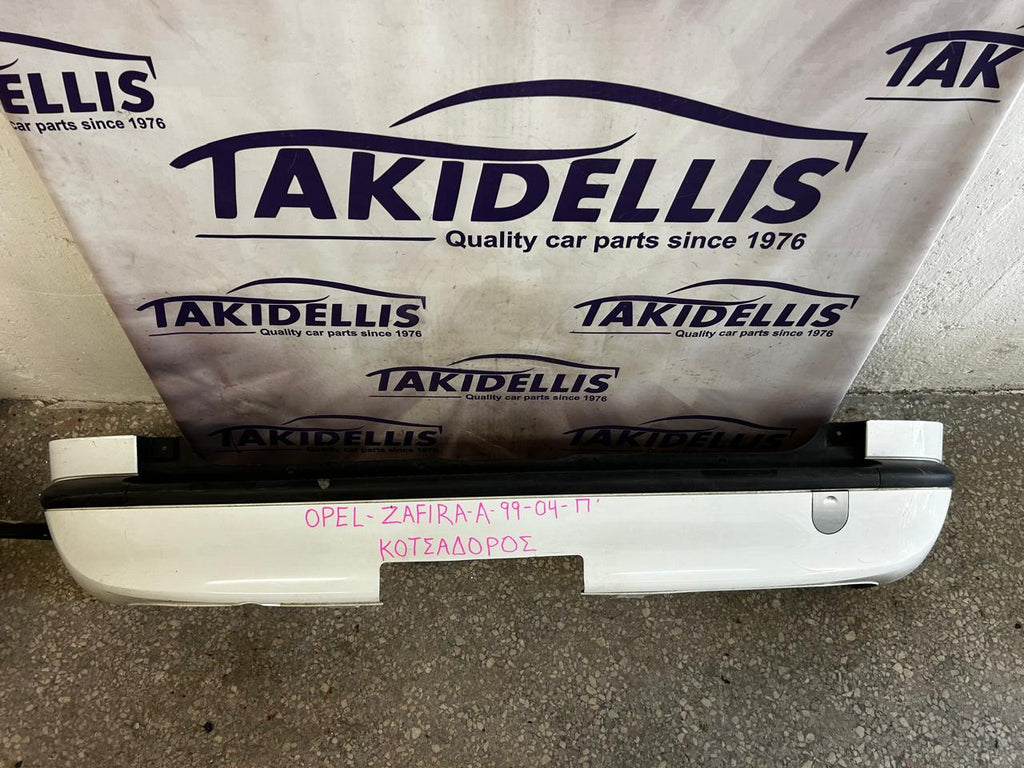 ELLIS
car parts since 1976
TAK
TAKIDELLIS
Quality car parts since 1976
TAKIDELLIS
Quality car parts since 1976
TAKIDELLIS
Quality car parts since 1976
TAKIDELLIS
Quality car parts since 1976
TAKIDELLIS
TAKIDELLIS
OPEL-ZAFIRA-A-99-04-Π'
ΚΟΤΣΑΔΟΡΟΣ